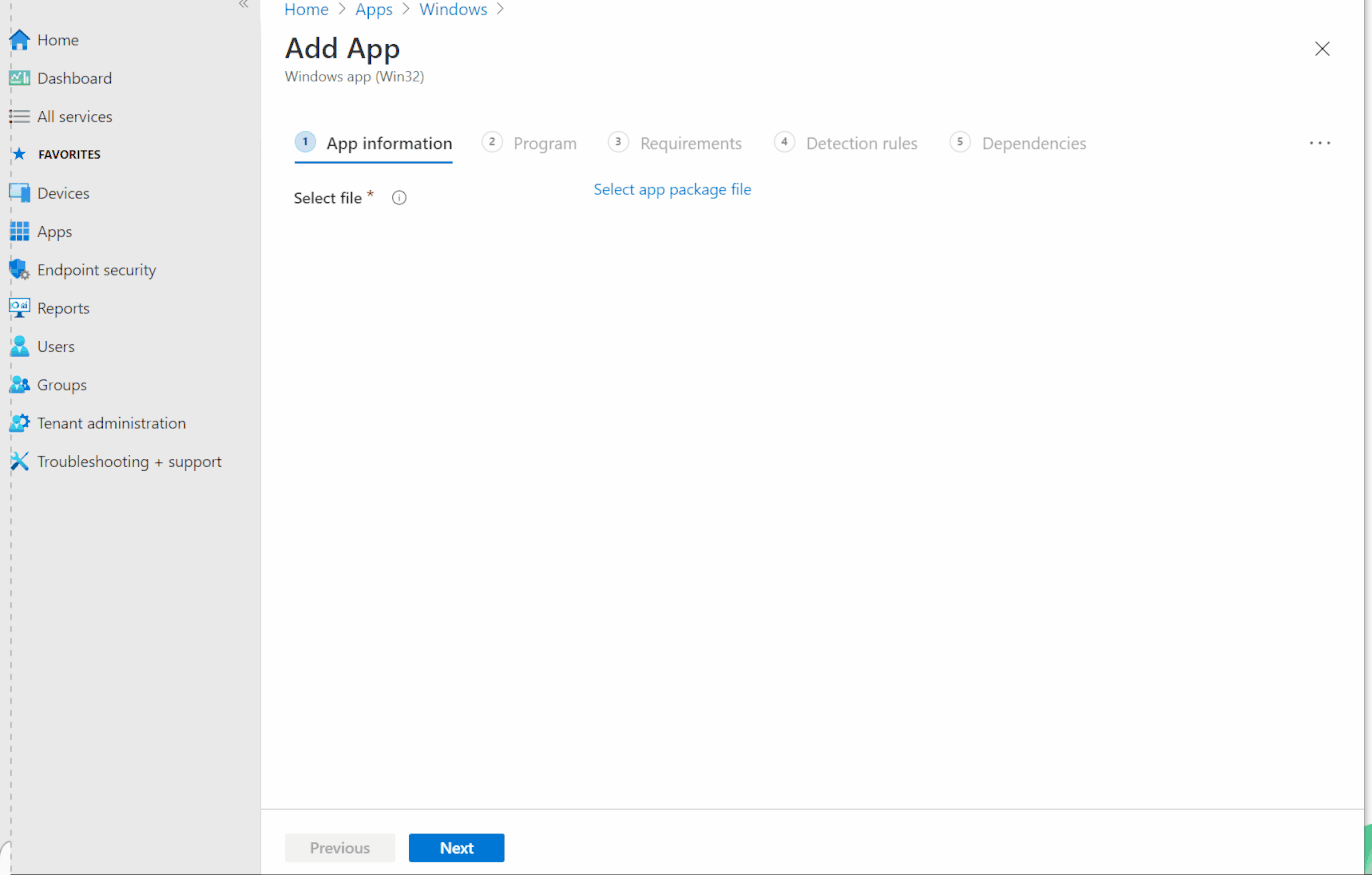 «
Home
Dashboard
All services
FAVORITES
Devices
Apps
Endpoint security
Reports
Users
Groups
Tenant administration
Troubleshooting + support
Home > Apps > Windows >
Add App
Windows app (Win32)
1 App information 2 Program 3 Requirements 4 Detection rules 5 Dependencies ...
Select file * Select app package file
Previous Next